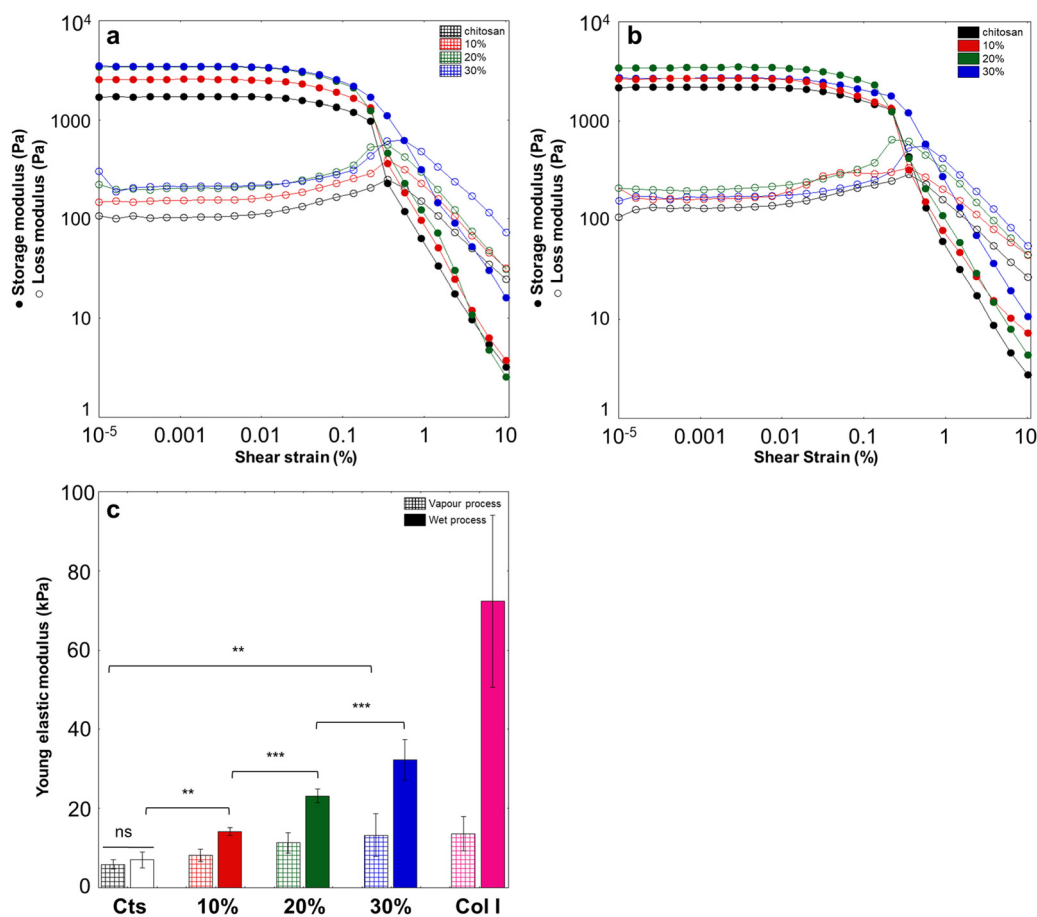 a
chitosan
10%
20%
30%
10⁴
1000
100
10
1
● Storage modulus (Pa)
○ Loss modulus (Pa)
10⁻⁵ 0.001 0.01 0.1 1 10
Shear strain (%)
b
chitosan
10%
20%
30%
10⁴
1000
100
10
1
● Storage modulus (Pa)
○ Loss modulus (Pa)
10⁻⁵ 0.001 0.01 0.1 1 10
Shear Strain (%)
c
Vapour process
Wet process
100
80
60
40
20
0
Young elastic modulus (kPa)
**
***
***
**
ns
Cts 10% 20% 30% Col I